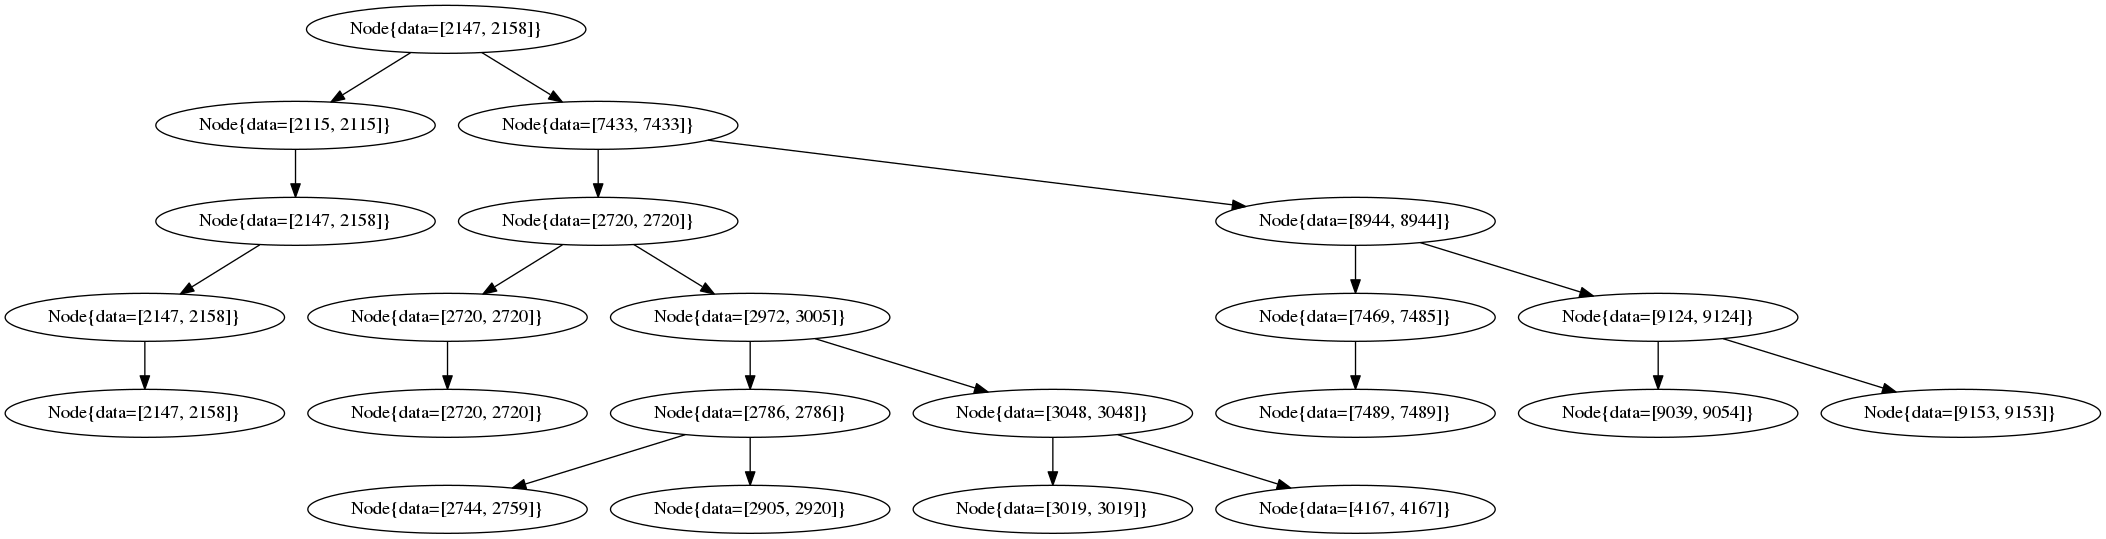 Node{data=[2147, 2158]}
Node{data=[2115, 2115]}
Node{data=[7433, 7433]}
Node{data=[2147, 2158]}
Node{data=[2720, 2720]}
Node{data=[8944, 8944]}
Node{data=[2147, 2158]}
Node{data=[2720, 2720]}
Node{data=[2972, 3005]}
Node{data=[7469, 7485]}
Node{data=[9124, 9124]}
Node{data=[2147, 2158]}
Node{data=[2720, 2720]}
Node{data=[2786, 2786]}
Node{data=[3048, 3048]}
Node{data=[7489, 7489]}
Node{data=[9039, 9054]}
Node{data=[9153, 9153]}
Node{data=[2744, 2759]}
Node{data=[2905, 2920]}
Node{data=[3019, 3019]}
Node{data=[4167, 4167]}